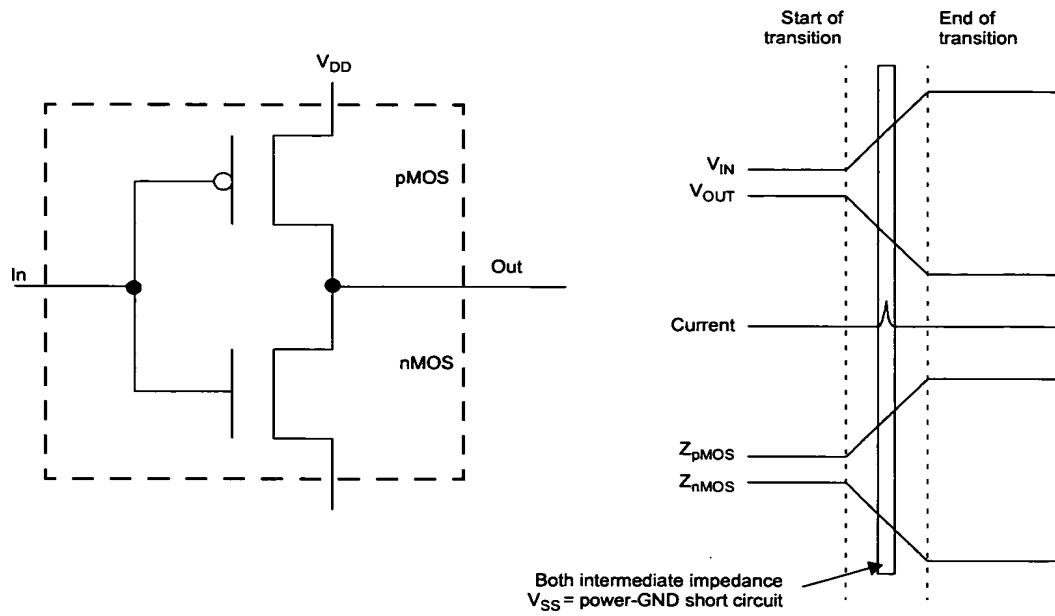 V_DD
pMOS
In
Out
nMOS
Start of
transition
End of
transition
V_IN
V_OUT
Current
Z_pMOS
Z_nMOS
Both intermediate impedance
V_SS = power-GND short circuit